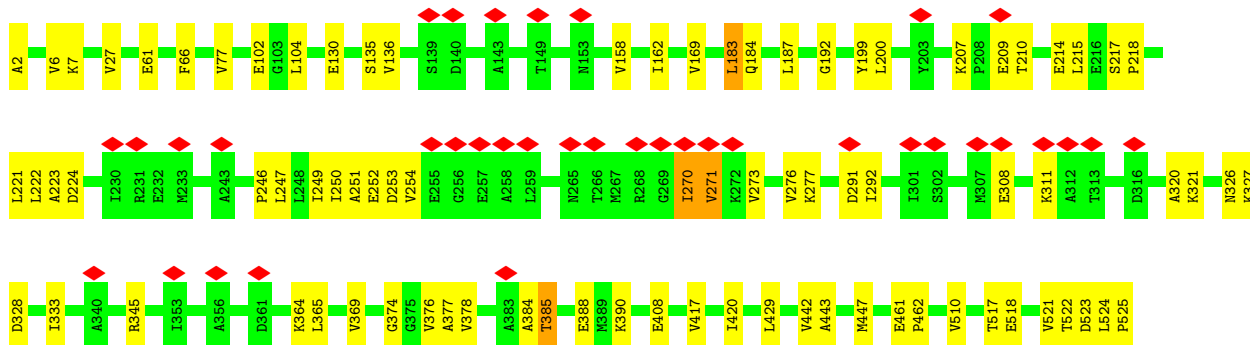 A2 V6 K7 V27 E61 F66 V77 E102 G103 L104 E130 S135 V136 S139 D140 A143 T149 N153 V158 I162 V169 L183 Q184 L187 G192 Y199 L200 Y203 K207 P208 E209 T210 E214 L215 E216 S217 P218
L221 L222 A223 D224 I230 R231 E232 M233 A243 P246 L247 L248 I249 I250 A251 E252 D253 V254 E255 G256 E257 A258 L259 N265 T266 M267 R268 G269 I270 V271 K272 V273 V276 K277 D291 I292 I301 S302 M307 E308 K311 A312 T313 D316 A320 K321 N326 K327
D328 I333 A340 R345 I353 A356 D361 K364 L365 V369 G374 G375 V376 A377 V378 A383 A384 T385 E388 M389 K390 E408 V417 I420 L429 V442 A443 M447 E461 P462 V510 T517 E518 V521 T522 D523 L524 P525